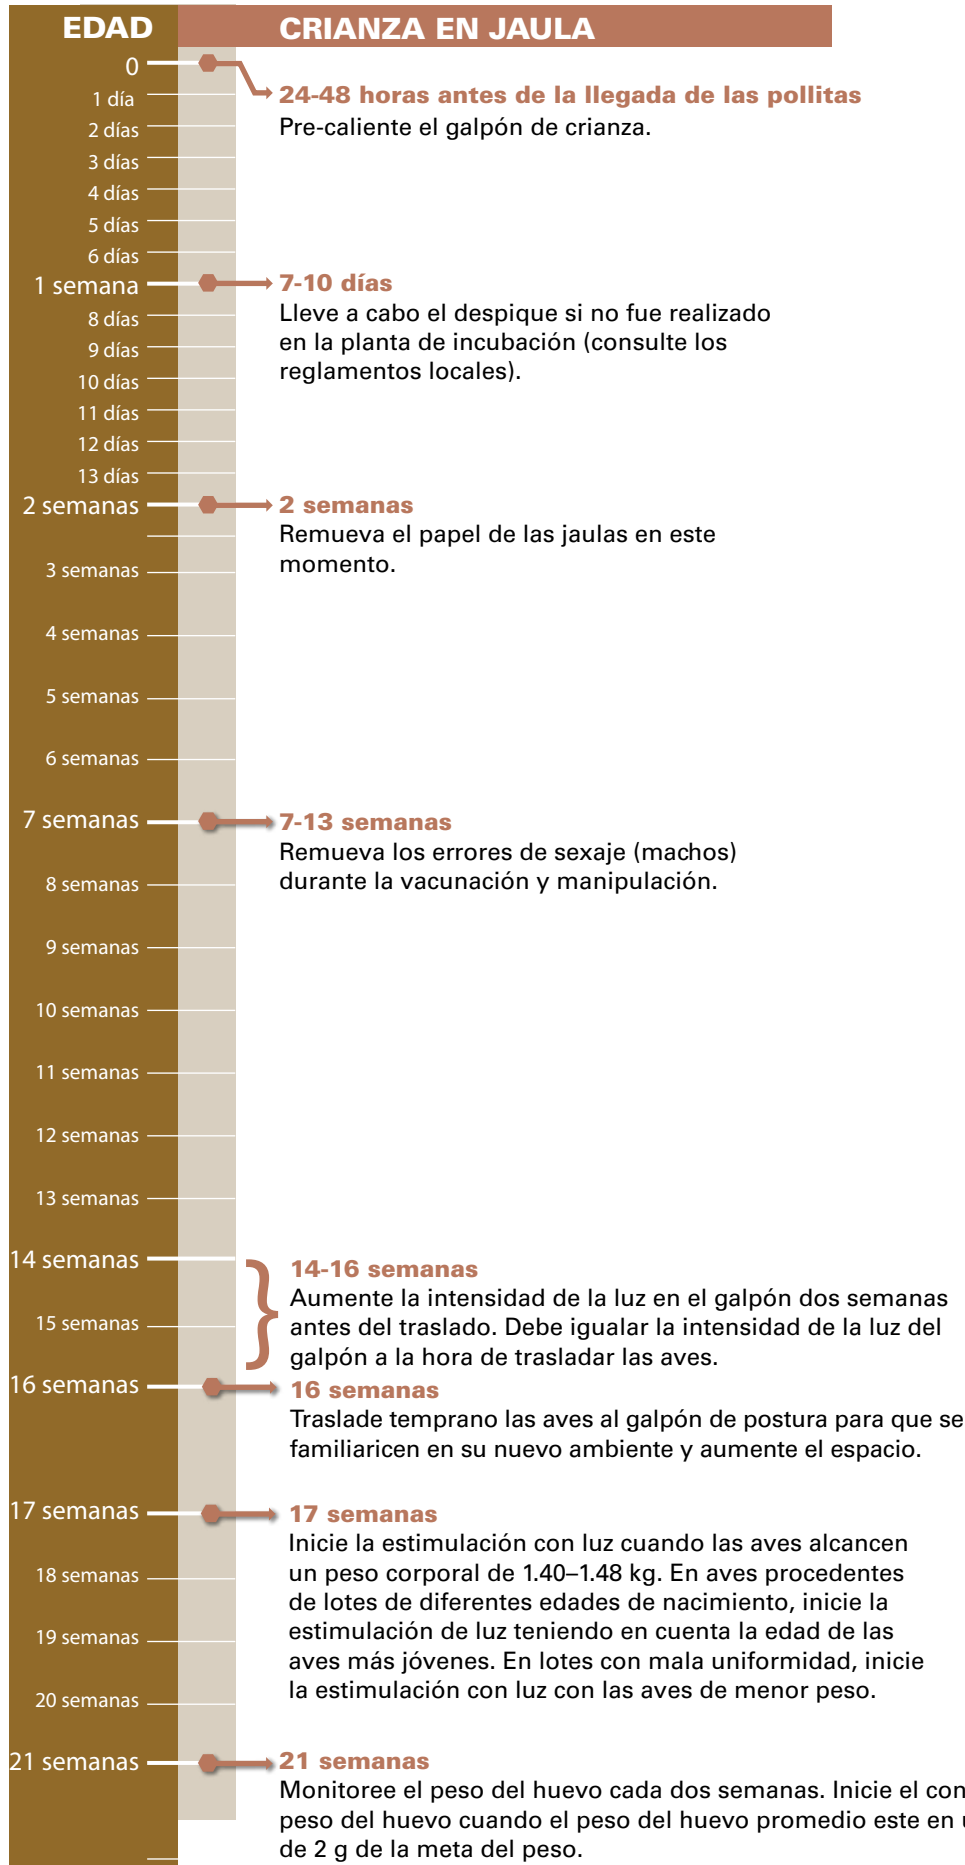 EDAD
CRIANZA EN JAULA
0
24-48 horas antes de la llegada de las pollitas
1 día
Pre-caliente el galpón de crianza.
2 días
3 días
4 días
5 días
6 días
1 semana
7-10 días
8 días
Lleve a cabo el despique si no fue realizado
9 días
en la planta de incubación (consulte los
10 días
reglamentos locales).
11 días
12 días
13 días
2 semanas
2 semanas
Remueva el papel de las jaulas en este
momento.
3 semanas
4 semanas
5 semanas
6 semanas
7 semanas
7-13 semanas
Remueva los errores de sexaje (machos)
durante la vacunación y manipulación.
8 semanas
9 semanas
10 semanas
11 semanas
12 semanas
13 semanas
14 semanas
14-16 semanas
Aumente la intensidad de la luz en el galpón dos semanas
15 semanas
antes del traslado. Debe igualar la intensidad de la luz del
galpón a la hora de trasladar las aves.
16 semanas
16 semanas
Traslade temprano las aves al galpón de postura para que se
familiaricen en su nuevo ambiente y aumente el espacio.
17 semanas
17 semanas
Inicie la estimulación con luz cuando las aves alcancen
un peso corporal de 1.40–1.48 kg. En aves procedentes
18 semanas
de lotes de diferentes edades de nacimiento, inicie la
estimulación de luz teniendo en cuenta la edad de las
19 semanas
aves más jóvenes. En lotes con mala uniformidad, inicie
la estimulación con luz con las aves de menor peso.
20 semanas
21 semanas
21 semanas
Monitoree el peso del huevo cada dos semanas. Inicie el
peso del huevo cuando el peso del huevo promedio este en
de 2 g de la meta del peso.